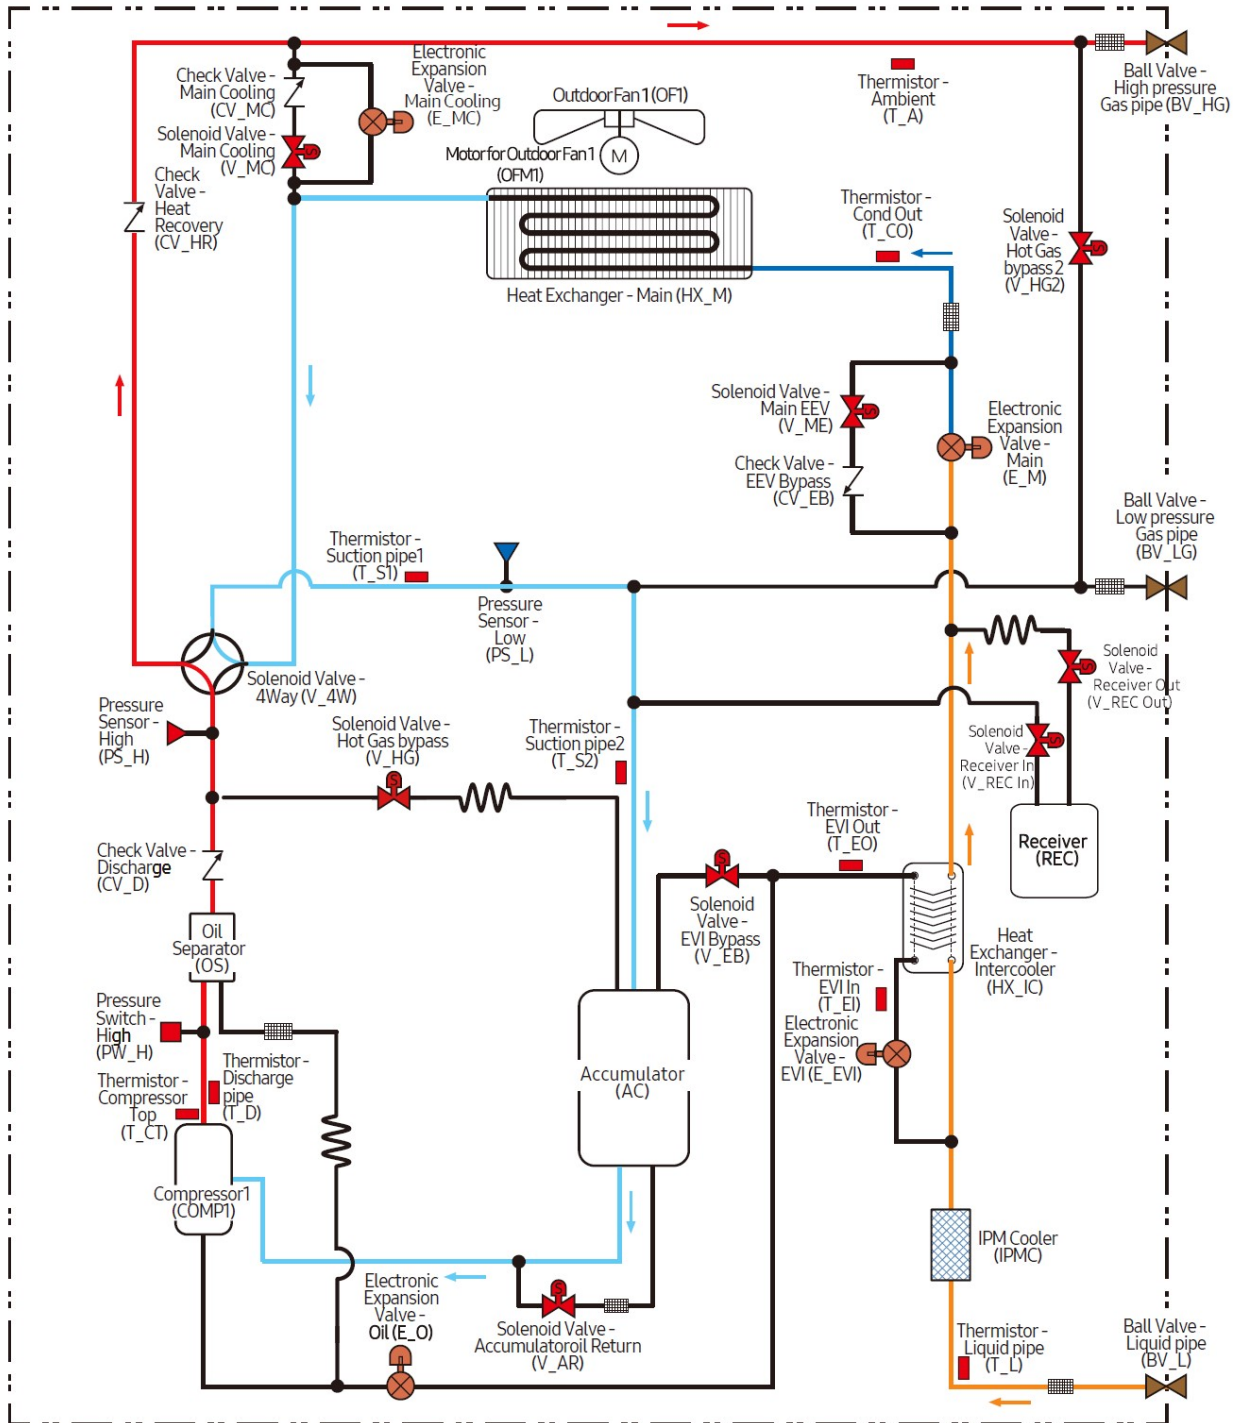 Electronic
Expansion
Valve -
Main Cooling
(E_MC)
Check Valve -
Main Cooling
(CV_MC)
Solenoid Valve -
Main Cooling
(V_MC)
Outdoor Fan 1 (OF1)
Motor for Outdoor Fan 1
(OFM1)
M
Thermistor -
Ambient
(T_A)
Ball Valve -
High pressure
Gas pipe (BV_HG)
S
Check
Valve -
Heat
Recovery
(CV_HR)
Thermistor -
Cond Out
(T_CO)
Solenoid
Valve -
Hot Gas
bypass 2
(V_HG2)
S
Heat Exchanger - Main (HX_M)
Solenoid Valve -
Main EEV
(V_ME)
S
Check Valve -
EEV Bypass
(CV_EB)
Electronic
Expansion
Valve -
Main
(E_M)
Ball Valve -
Low pressure
Gas pipe
(BV_LG)
Thermistor -
Suction pipe1
(T_S1)
Pressure
Sensor -
Low
(PS_L)
Solenoid Valve -
4Way (V_4W)
Solenoid
Valve -
Receiver Out
(V_REC Out)
S
Pressure
Sensor -
High
(PS_H)
Solenoid Valve -
Hot Gas bypass
(V_HG)
S
Thermistor -
Suction pipe2
(T_S2)
Solenoid
Valve -
Receiver In
(V_REC In)
S
Thermistor -
EVI Out
(T_EO)
Receiver
(REC)
Check Valve -
Discharge
(CV_D)
S
Solenoid
Valve -
EVI Bypass
(V_EB)
Oil
Separator
(OS)
Heat
Exchanger -
Intercooler
(HX_IC)
Thermistor -
EVI In
(T_EI)
Pressure
Switch -
High
(PW_H)
Electronic
Expansion
Valve -
EVI (E_EVI)
Thermistor -
Discharge
pipe
(T_D)
Thermistor -
Compressor
Top
(T_CT)
Accumulator
(AC)
Compressor1
(COMP1)
IPM Cooler
(IPMC)
Electronic
Expansion
Valve -
Oil (E_O)
S
Solenoid Valve -
Accumulatoroil Return
(V_AR)
Thermistor -
Liquid pipe
(T_L)
Ball Valve -
Liquid pipe
(BV_L)